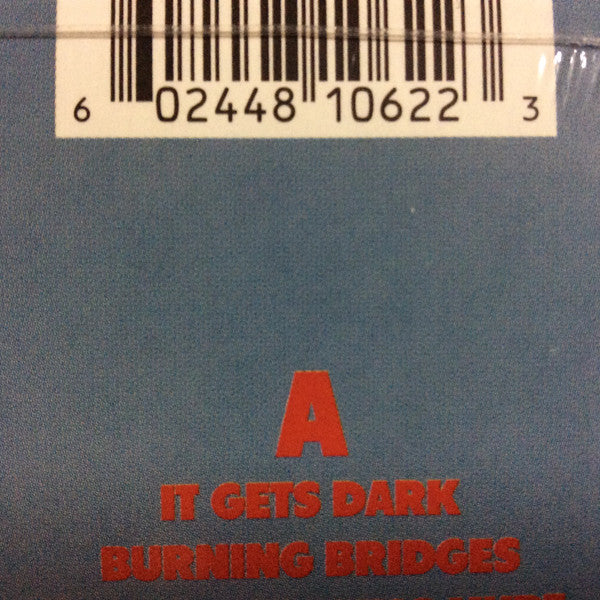 6 02448 10622 3
A
IT GETS DARK
BURNING BRIDGES